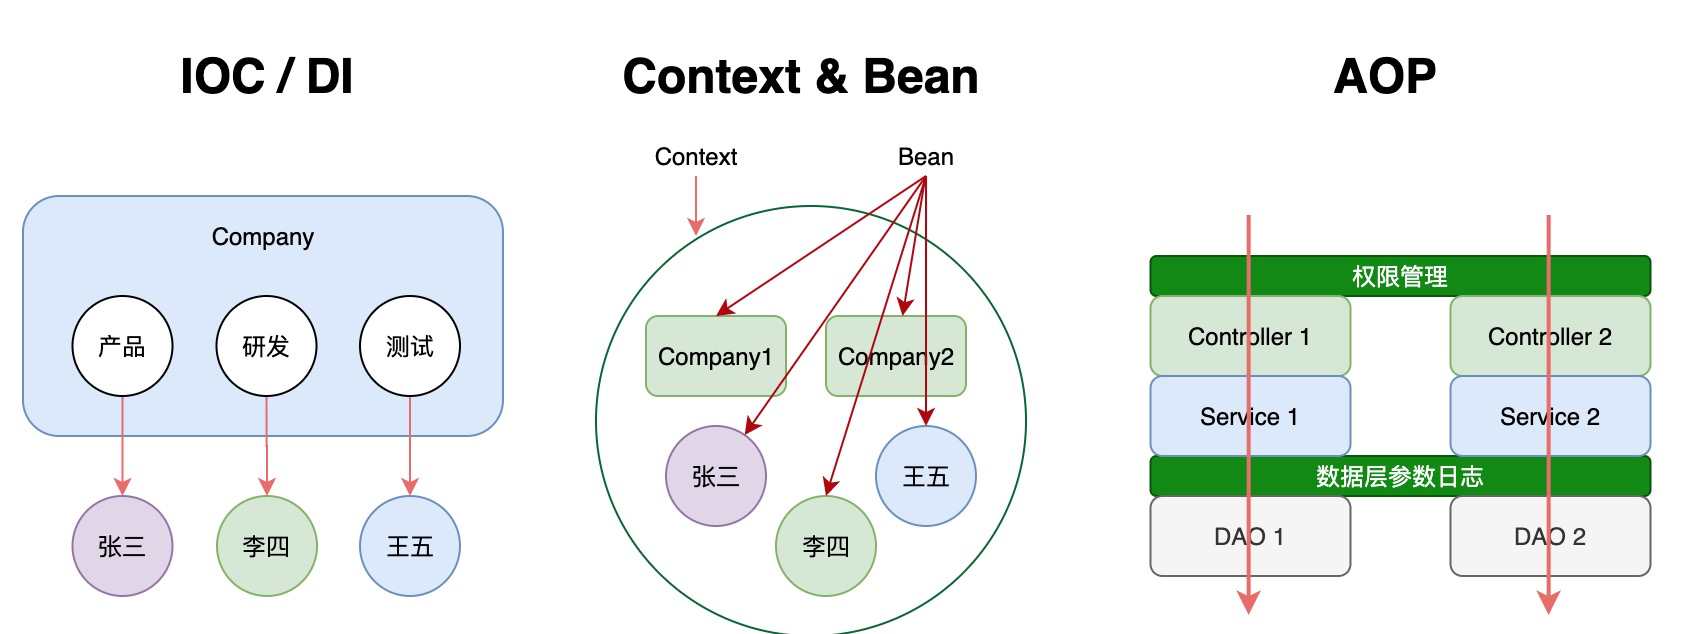 IOC / DI
Company
产品
研发
测试
张三
李四
王五
Context & Bean
Context
Bean
Company1
Company2
张三
王五
李四
AOP
权限管理
Controller 1
Controller 2
Service 1
Service 2
数据层参数日志
DAO 1
DAO 2